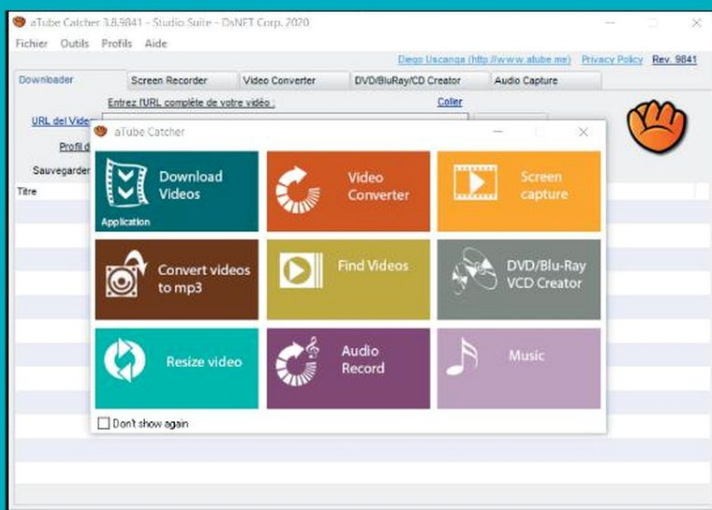 aTube Catcher 3.8.9841 - Studio Suite - DsNET Corp. 2020
Fichier Outils Profils Aide
Diego Uscanga (http://www.atube.me) Privacy Policy Rev. 9841
Downloader Screen Recorder Video Converter DVD/BluRay/CD Creator Audio Capture
Entrez l'URL complète de votre vidéo : Coller
URL del Video
Profil d
Sauvegarder
Titre
aTube Catcher
Download
Videos
Application
Video
Converter
Screen
capture
Convert videos
to mp3
Find Videos
DVD/Blu-Ray
VCD Creator
Resize video
Audio
Record
Music
Don't show again